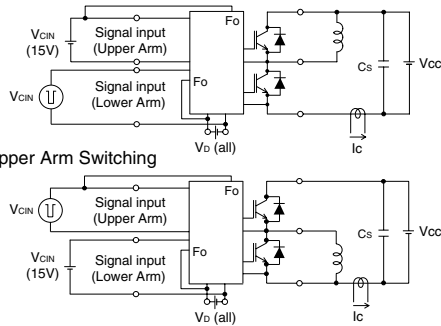 Fo
VCIN
(15V)
Signal input
(Upper Arm)
CS
VCC
Fo
VCIN
Signal input
(Lower Arm)
VD (all)
IC
pper Arm Switching
Fo
VCIN
Signal input
(Upper Arm)
CS
VCC
Fo
VCIN
(15V)
Signal input
(Lower Arm)
VD (all)
IC